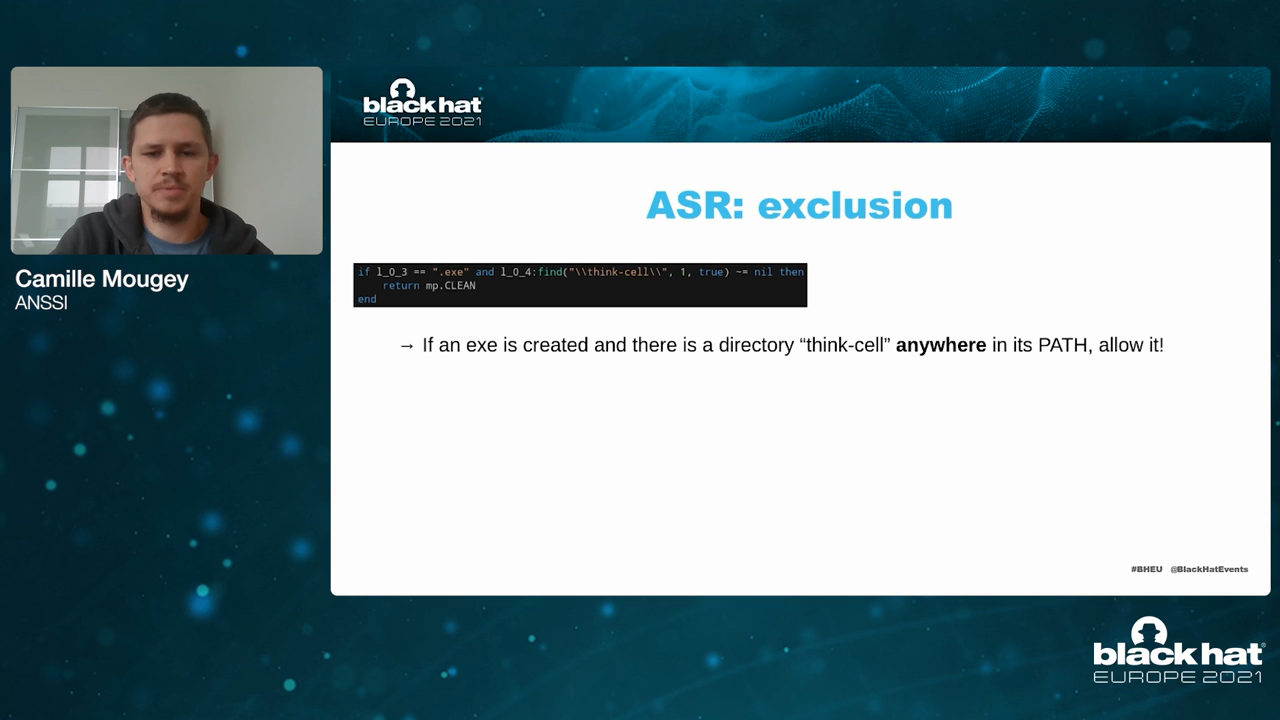 black hat
EUROPE 2021
Camille Mougey
ANSSI
ASR: exclusion
if l_0_3 == ".exe" and l_0_4:find("\\think-cell\\", 1, true) ~= nil then
return mp.CLEAN
end
→ If an exe is created and there is a directory “think-cell” anywhere in its PATH, allow it!
#BHEU @BlackHatEvents
black hat
EUROPE 2021